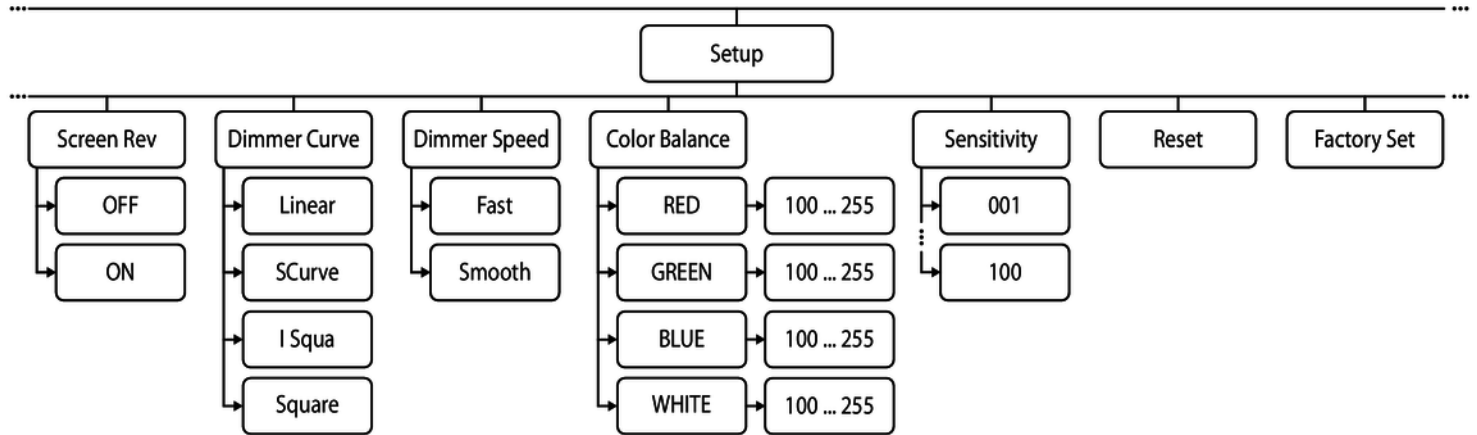 Setup
Screen Rev
Dimmer Curve
Dimmer Speed
Color Balance
Sensitivity
Reset
Factory Set
OFF
Linear
Fast
RED
100 ... 255
001
ON
SCurve
Smooth
GREEN
100 ... 255
100
I Squa
BLUE
100 ... 255
Square
WHITE
100 ... 255